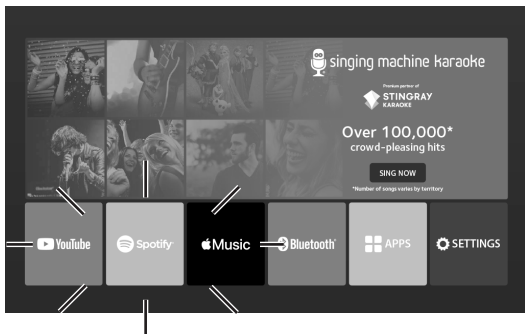 singing machine karaoke
Premium partner of
STINGRAY
KARAOKE
Over 100,000*
crowd-pleasing hits
SING NOW
*Number of songs varies by territory
YouTube
Spotify
Music
Bluetooth
APPS
SETTINGS